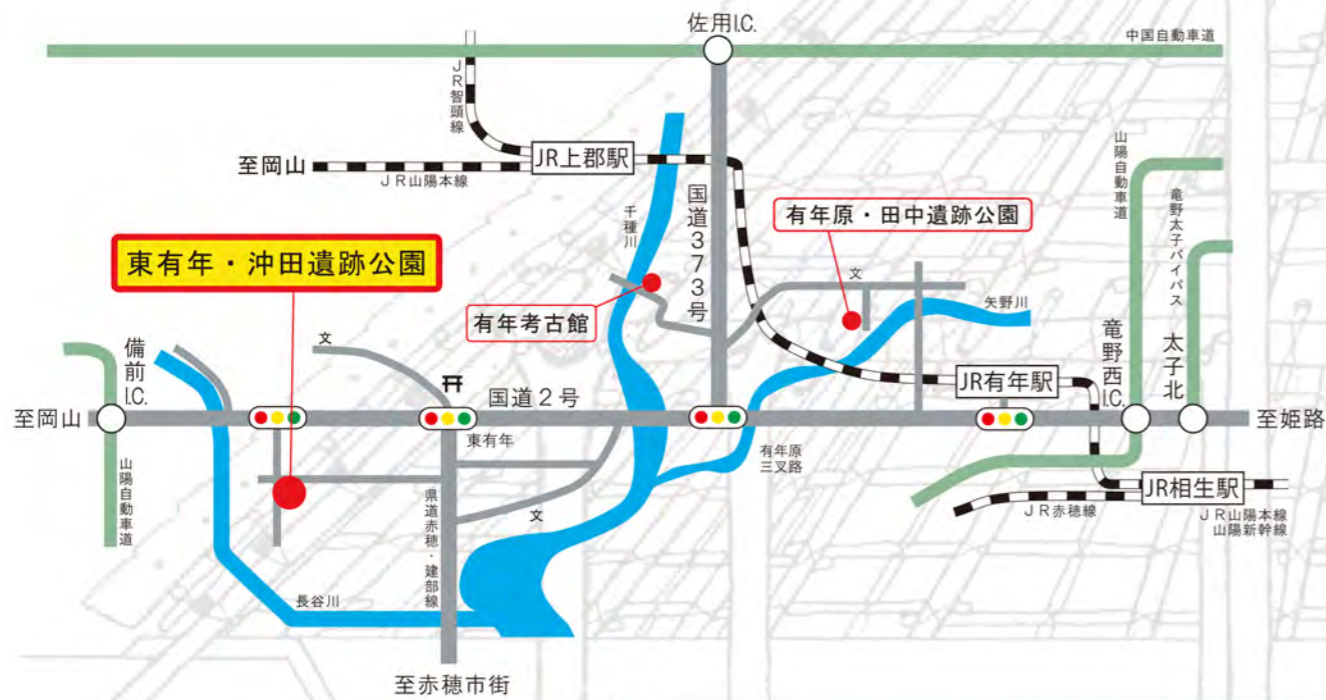 佐用I.C.
中国自動車道
JR智頭線
JR上郡駅
至岡山
JR山陽本線
千種川
国道373号
有年原・田中遺跡公園
山陽自動車道
竜野太子バイパス
東有年・沖田遺跡公園
有年考古館
文
矢野川
備前
I.C.
文
国道2号
JR有年駅
竜野西I.C.
太子北
至岡山
東有年
有年原
三叉路
至姫路
山陽自動車道
県道赤穂・建部線
文
JR相生駅
JR赤穂線
JR山陽本線
山陽新幹線
長谷川
至赤穂市街